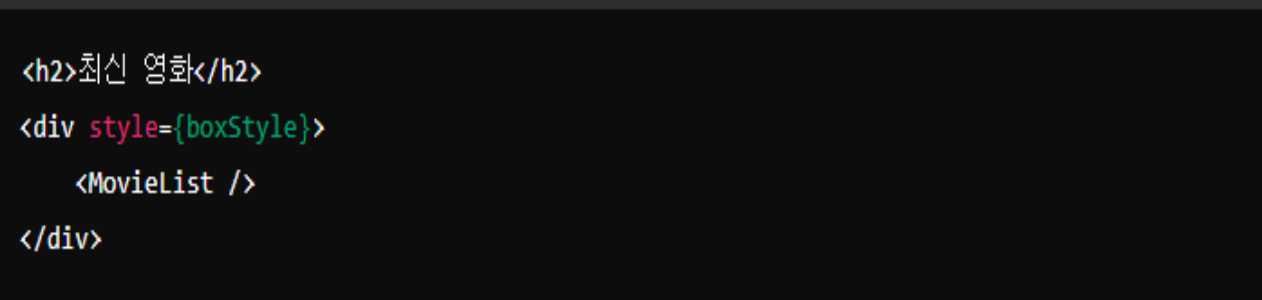 <h2>최신 영화</h2>
<div style={boxStyle}>
    <MovieList />
</div>